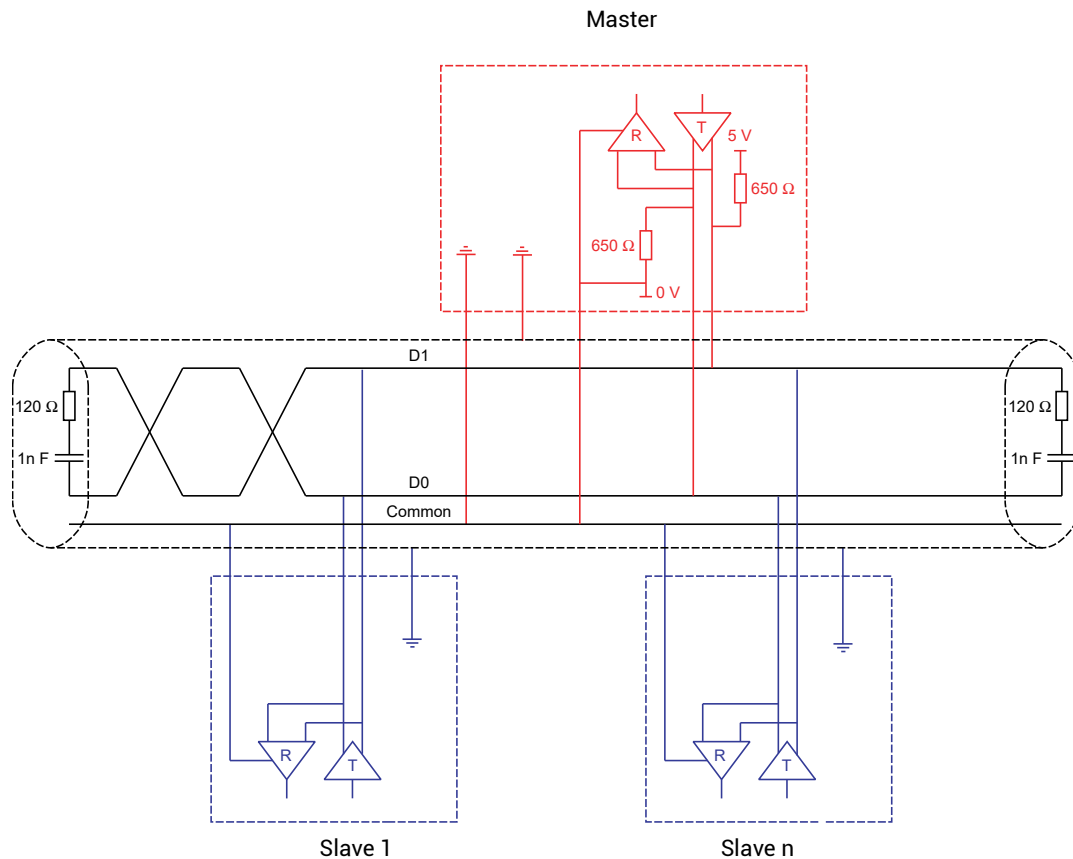 Master
R
T
5 V
650 Ω
650 Ω
0 V
D1
120 Ω
120 Ω
1n F
1n F
D0
Common
R
T
R
T
Slave 1
Slave n